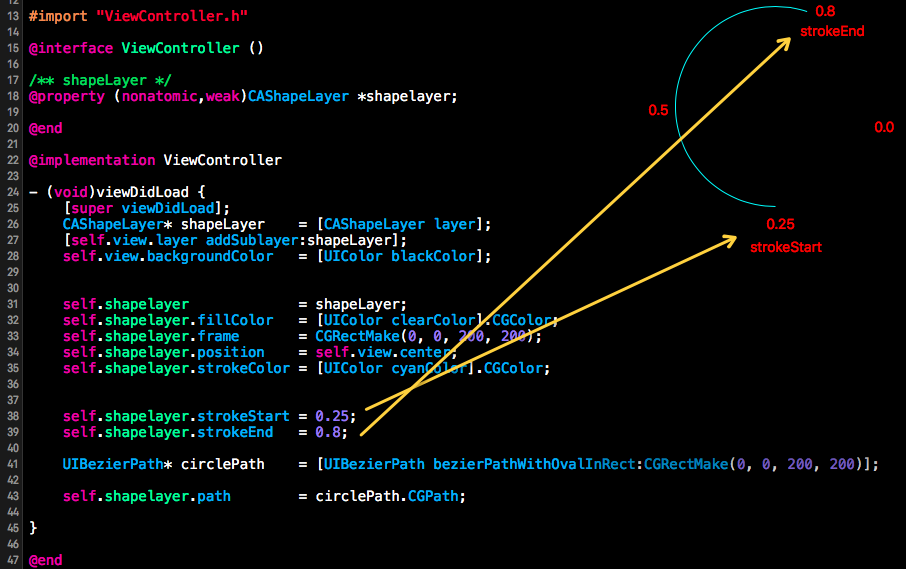 12
13 #import "ViewController.h"
14
15 @interface ViewController ()
16
17 /** shapeLayer */
18 @property (nonatomic,weak)CAShapeLayer *shapelayer;
19
20 @end
21
22 @implementation ViewController
23
24 - (void)viewDidLoad {
25     [super viewDidLoad];
26     CAShapeLayer* shapeLayer    = [CAShapeLayer layer];
27     [self.view.layer addSublayer:shapeLayer];
28     self.view.backgroundColor   = [UIColor blackColor];
29
30
31     self.shapelayer             = shapeLayer;
32     self.shapelayer.fillColor   = [UIColor clearColor].CGColor;
33     self.shapelayer.frame       = CGRectMake(0, 0, 200, 200);
34     self.shapelayer.position    = self.view.center;
35     self.shapelayer.strokeColor = [UIColor cyanColor].CGColor;
36
37
38     self.shapelayer.strokeStart = 0.25;
39     self.shapelayer.strokeEnd   = 0.8;
40
41     UIBezierPath* circlePath    = [UIBezierPath bezierPathWithOvalInRect:CGRectMake(0, 0, 200, 200)];
42
43     self.shapelayer.path        = circlePath.CGPath;
44
45 }
46
47 @end
0.8
strokeEnd
0.5
0.0
0.25
strokeStart